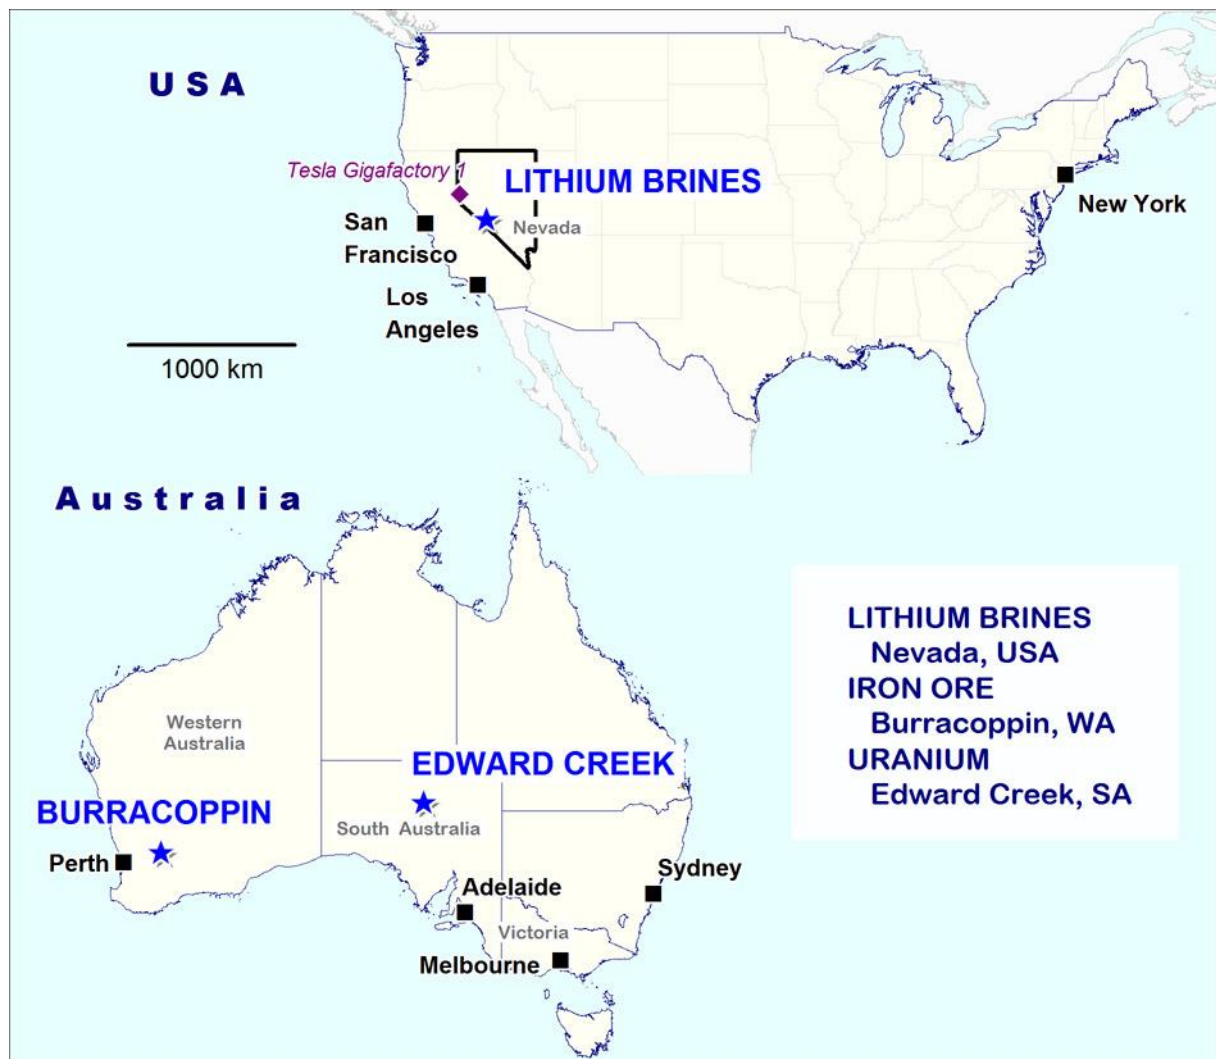 USA
Tesla Gigafactory 1
LITHIUM BRINES
Nevada
San
Francisco
Los
Angeles
New York
1000 km
Australia
Western
Australia
EDWARD CREEK
BURRACOPPIN
South Australia
Perth
Adelaide
Sydney
Victoria
Melbourne
LITHIUM BRINES
Nevada, USA
IRON ORE
Burracoppin, WA
URANIUM
Edward Creek, SA